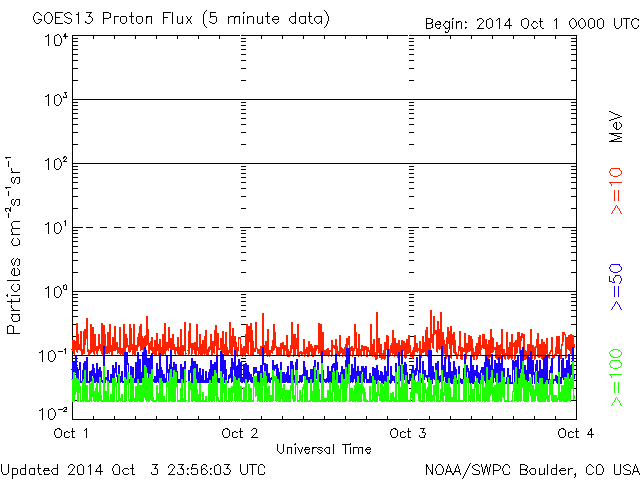 GOES13 Proton Flux (5 minute data)
Begin: 2014 Oct 1 0000 UTC
Particles cm⁻²s⁻¹sr⁻¹
10⁴
10³
10²
10¹
10⁰
10⁻¹
10⁻²
Oct 1
Oct 2
Oct 3
Oct 4
Universal Time
MeV
>=10
>=50
>=100
Updated 2014 Oct 3 23:56:03 UTC
NOAA/SWPC Boulder, CO USA